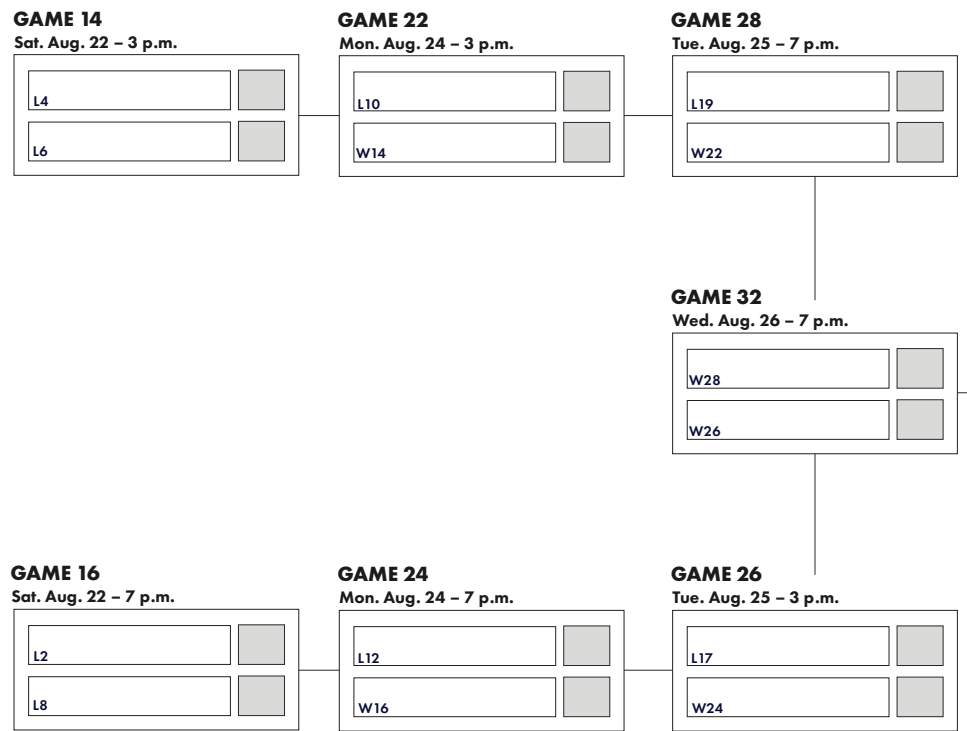 GAME 14
Sat. Aug. 22 – 3 p.m.
L4
L6
GAME 22
Mon. Aug. 24 – 3 p.m.
L10
W14
GAME 28
Tue. Aug. 25 – 7 p.m.
L19
W22
GAME 32
Wed. Aug. 26 – 7 p.m.
W28
W26
GAME 16
Sat. Aug. 22 – 7 p.m.
L2
L8
GAME 24
Mon. Aug. 24 – 7 p.m.
L12
W16
GAME 26
Tue. Aug. 25 – 3 p.m.
L17
W24